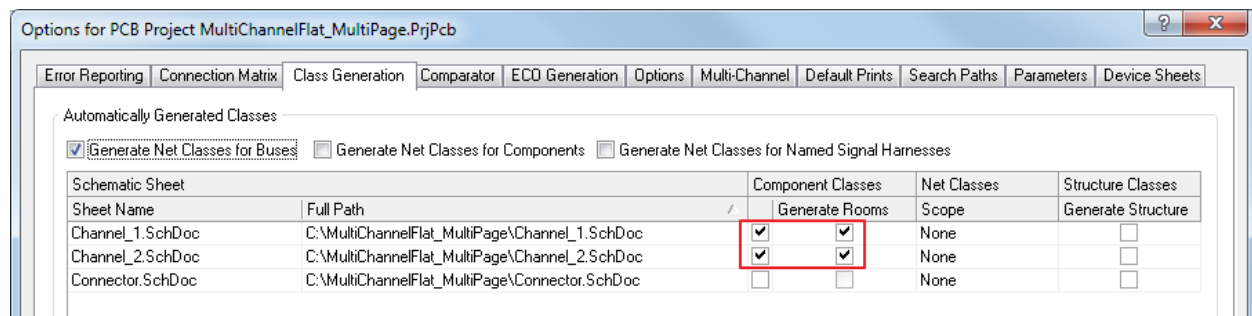 Options for PCB Project MultiChannelFlat_MultiPage.PrjPcb
Error Reporting Connection Matrix Class Generation Comparator ECO Generation Options Multi-Channel Default Prints Search Paths Parameters Device Sheets
Automatically Generated Classes
Generate Net Classes for Buses Generate Net Classes for Components Generate Net Classes for Named Signal Harnesses
Schematic Sheet Component Classes Net Classes Structure Classes
Sheet Name Full Path Generate Rooms Scope Generate Structure
Channel_1.SchDoc C:\MultiChannelFlat_MultiPage\Channel_1.SchDoc None
Channel_2.SchDoc C:\MultiChannelFlat_MultiPage\Channel_2.SchDoc None
Connector.SchDoc C:\MultiChannelFlat_MultiPage\Connector.SchDoc None